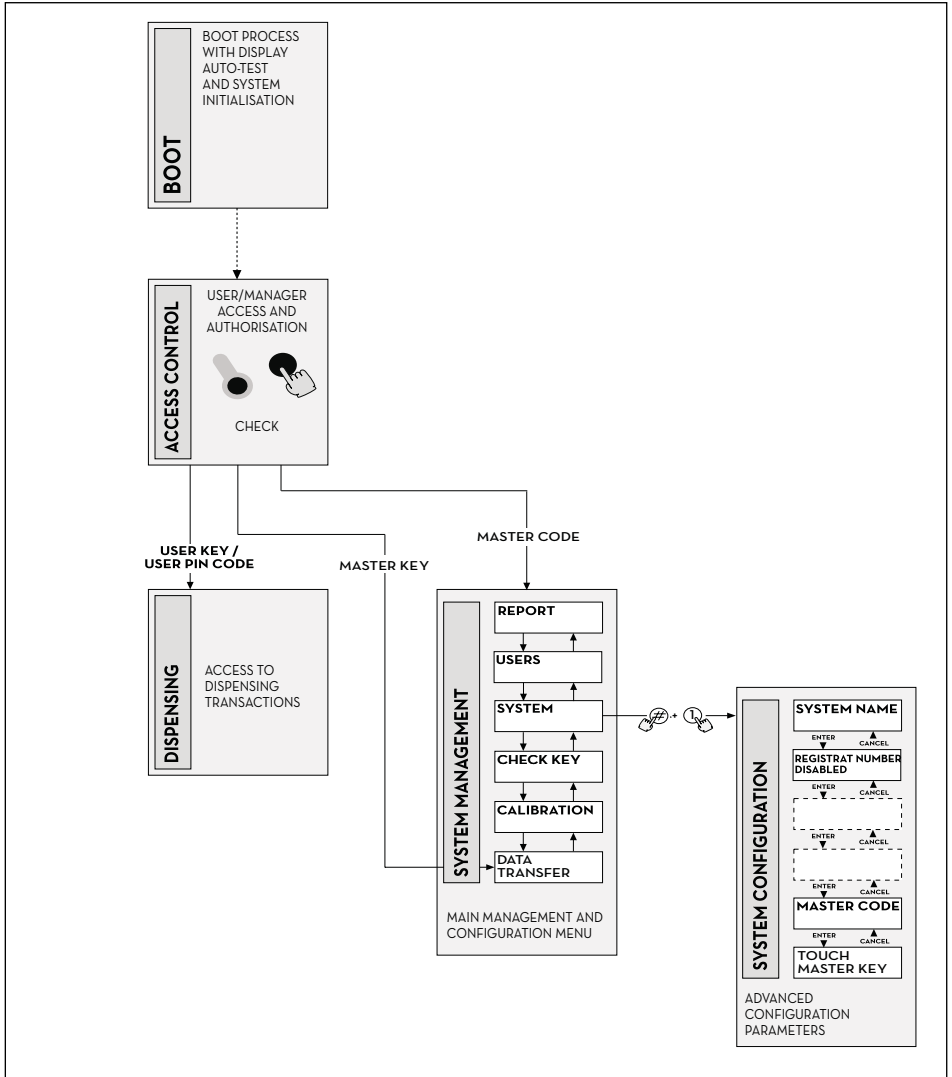 BOOT
BOOT PROCESS
WITH DISPLAY
AUTO-TEST
AND SYSTEM
INITIALISATION
ACCESS CONTROL
USER/MANAGER
ACCESS AND
AUTHORISATION
CHECK
USER KEY /
USER PIN CODE
MASTER KEY
MASTER CODE
DISPENSING
ACCESS TO
DISPENSING
TRANSACTIONS
SYSTEM MANAGEMENT
REPORT
USERS
SYSTEM
CHECK KEY
CALIBRATION
DATA
TRANSFER
MAIN MANAGEMENT AND
CONFIGURATION MENU
# + 1
SYSTEM CONFIGURATION
SYSTEM NAME
ENTER CANCEL
REGISTRAT NUMBER
DISABLED
ENTER CANCEL
ENTER CANCEL
ENTER CANCEL
MASTER CODE
ENTER CANCEL
TOUCH
MASTER KEY
ADVANCED
CONFIGURATION
PARAMETERS